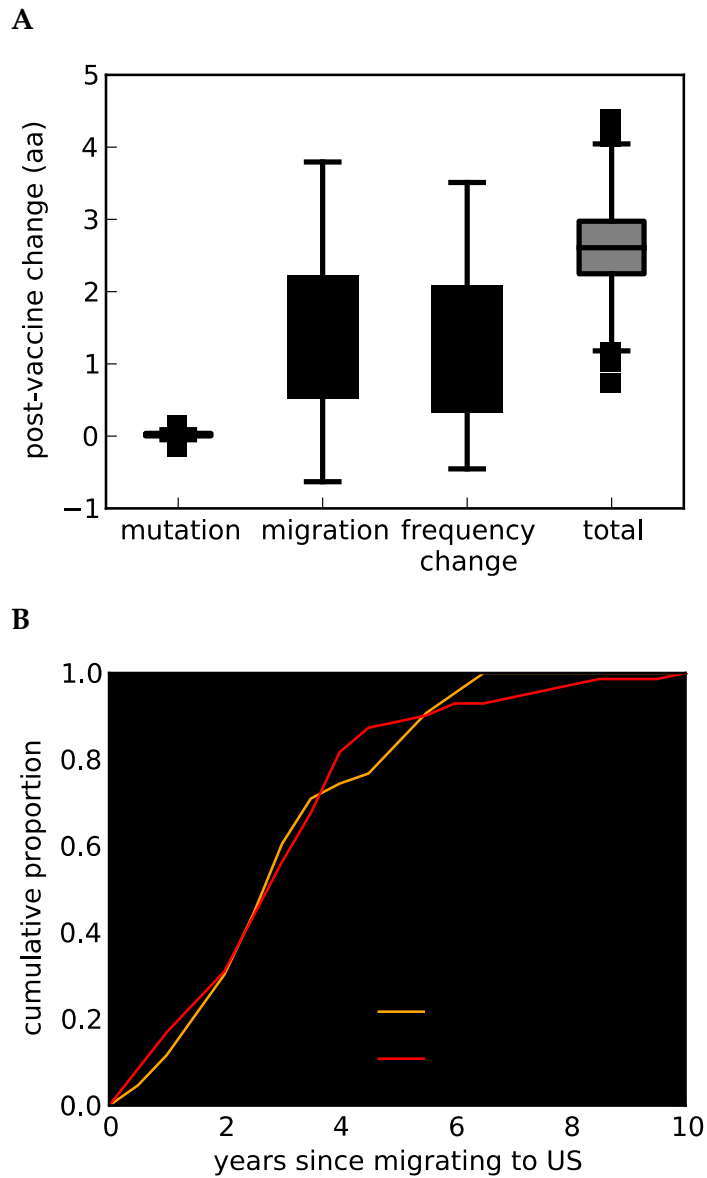 A
post-vaccine change (aa)
5
4
3
2
1
0
−1
mutation
migration
frequency
change
total
B
cumulative proportion
1.0
0.8
0.6
0.4
0.2
0.0
0
2
4
6
8
10
years since migrating to US